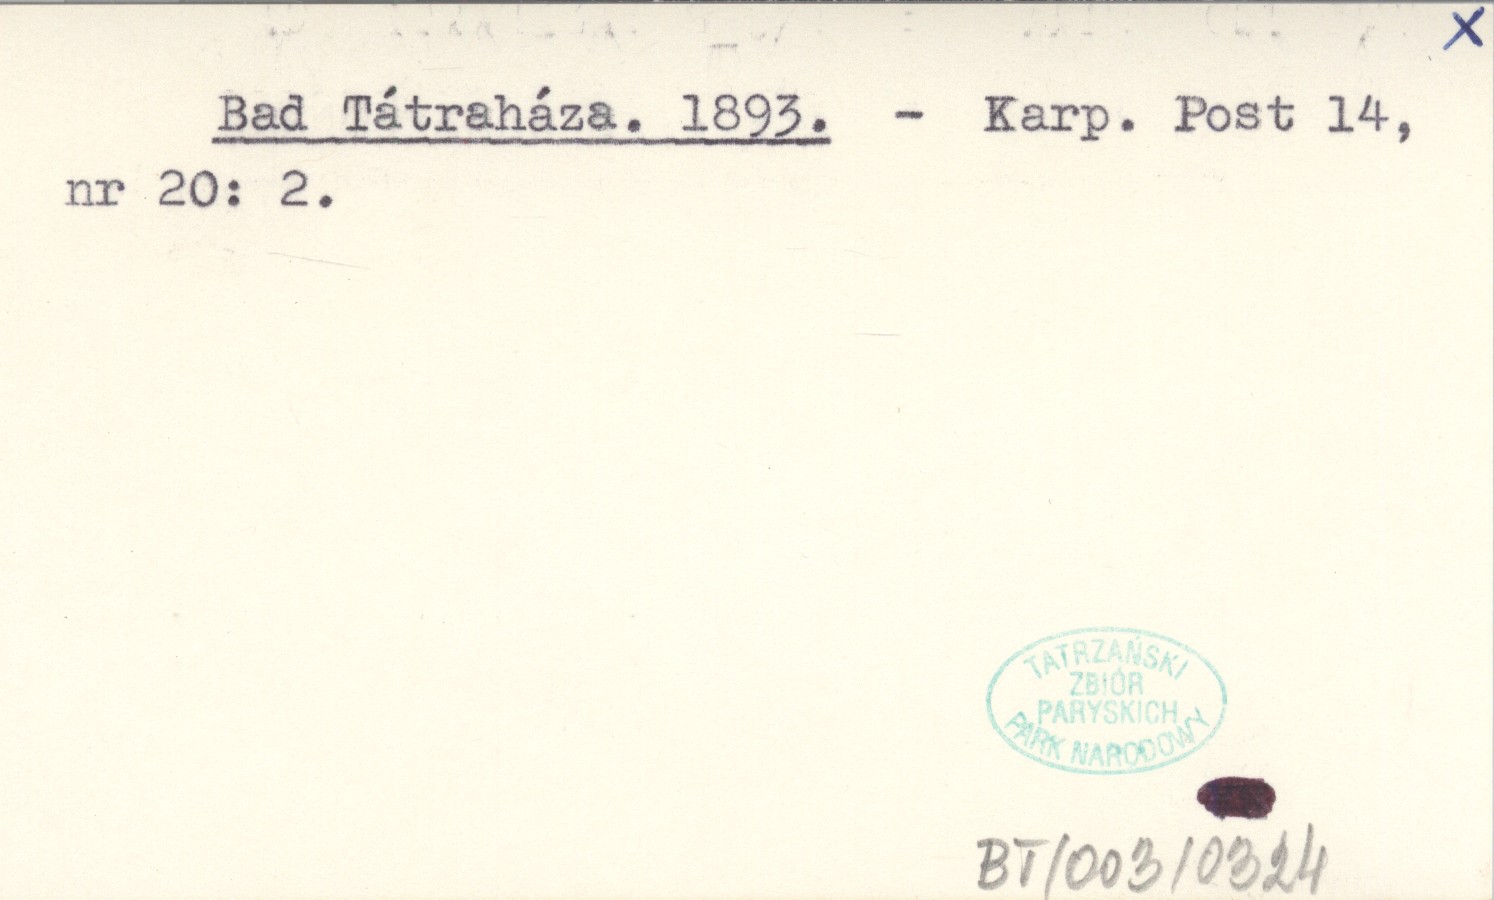 X
Bad Tátraháza. 1893. - Karp. Post 14,
nr 20: 2.
TATRZAŃSKI
ZBIÓR
PARYSKICH
PARK NARODOWY
BT/003/0324